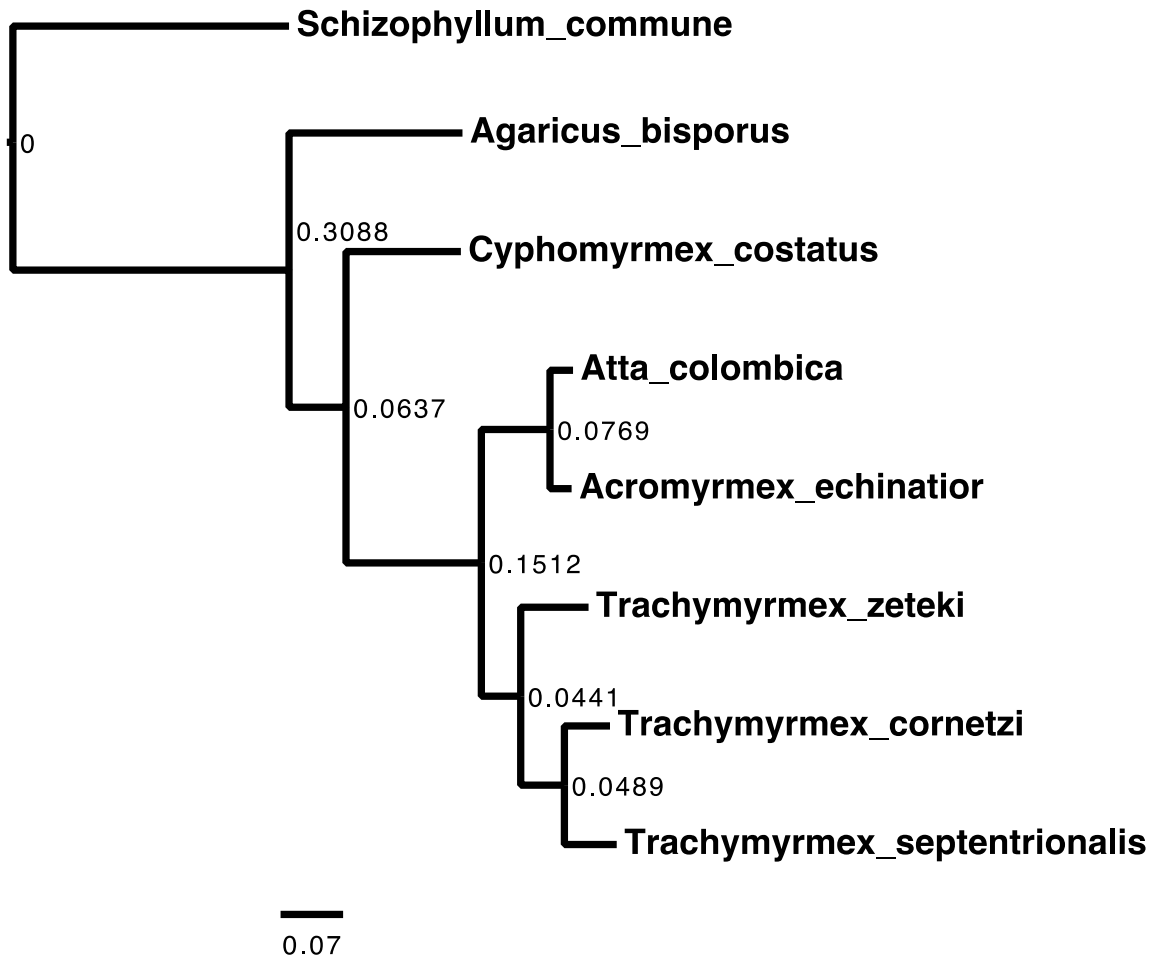 Schizophyllum_commune
Agaricus_bisporus
0
0.3088
Cyphomyrmex_costatus
Atta_colombica
0.0637
0.0769
Acromyrmex_echinatior
0.1512
Trachymyrmex_zeteki
0.0441
Trachymyrmex_cornetzi
0.0489
Trachymyrmex_septentrionalis
0.07